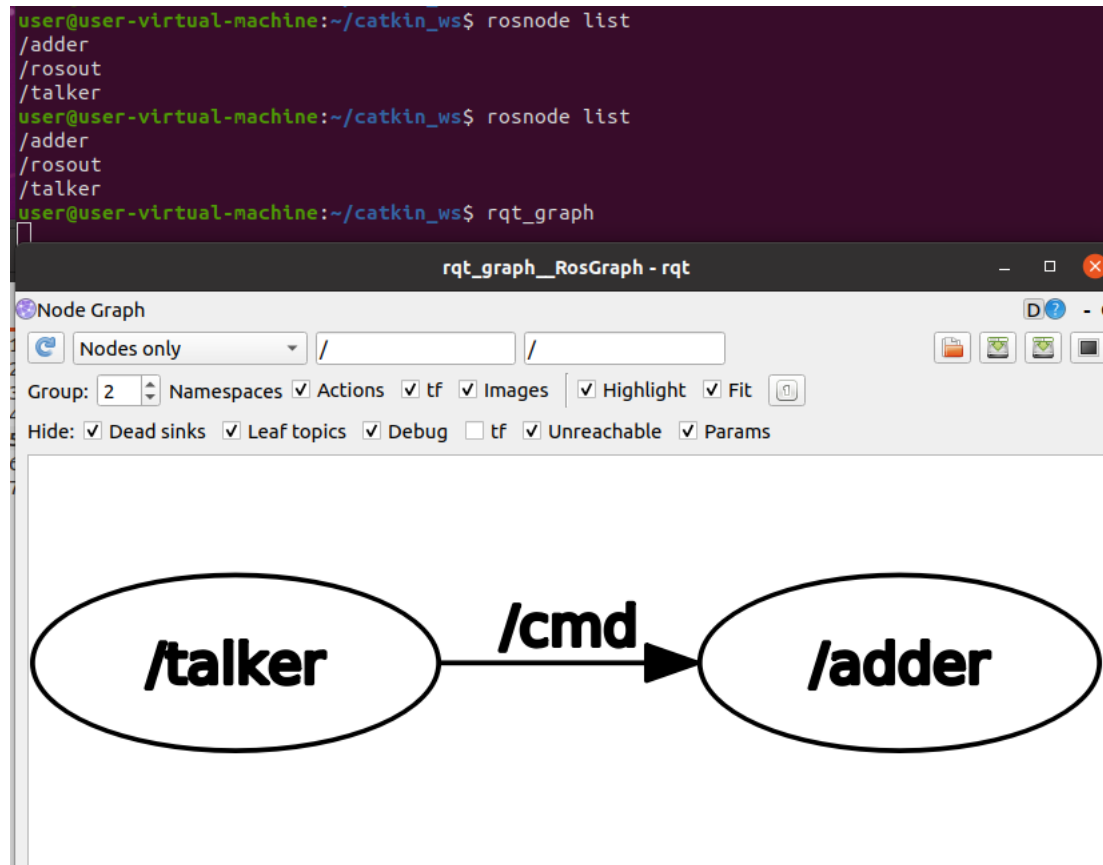 user@user-virtual-machine:~/catkin_ws$ rosnode list
/adder
/rosout
/talker
user@user-virtual-machine:~/catkin_ws$ rosnode list
/adder
/rosout
/talker
user@user-virtual-machine:~/catkin_ws$ rqt_graph
rqt_graph__RosGraph - rqt
Node Graph D ? -
Nodes only / /
Group: 2 Namespaces Actions tf Images Highlight Fit
Hide: Dead sinks Leaf topics Debug tf Unreachable Params
/talker /cmd /adder